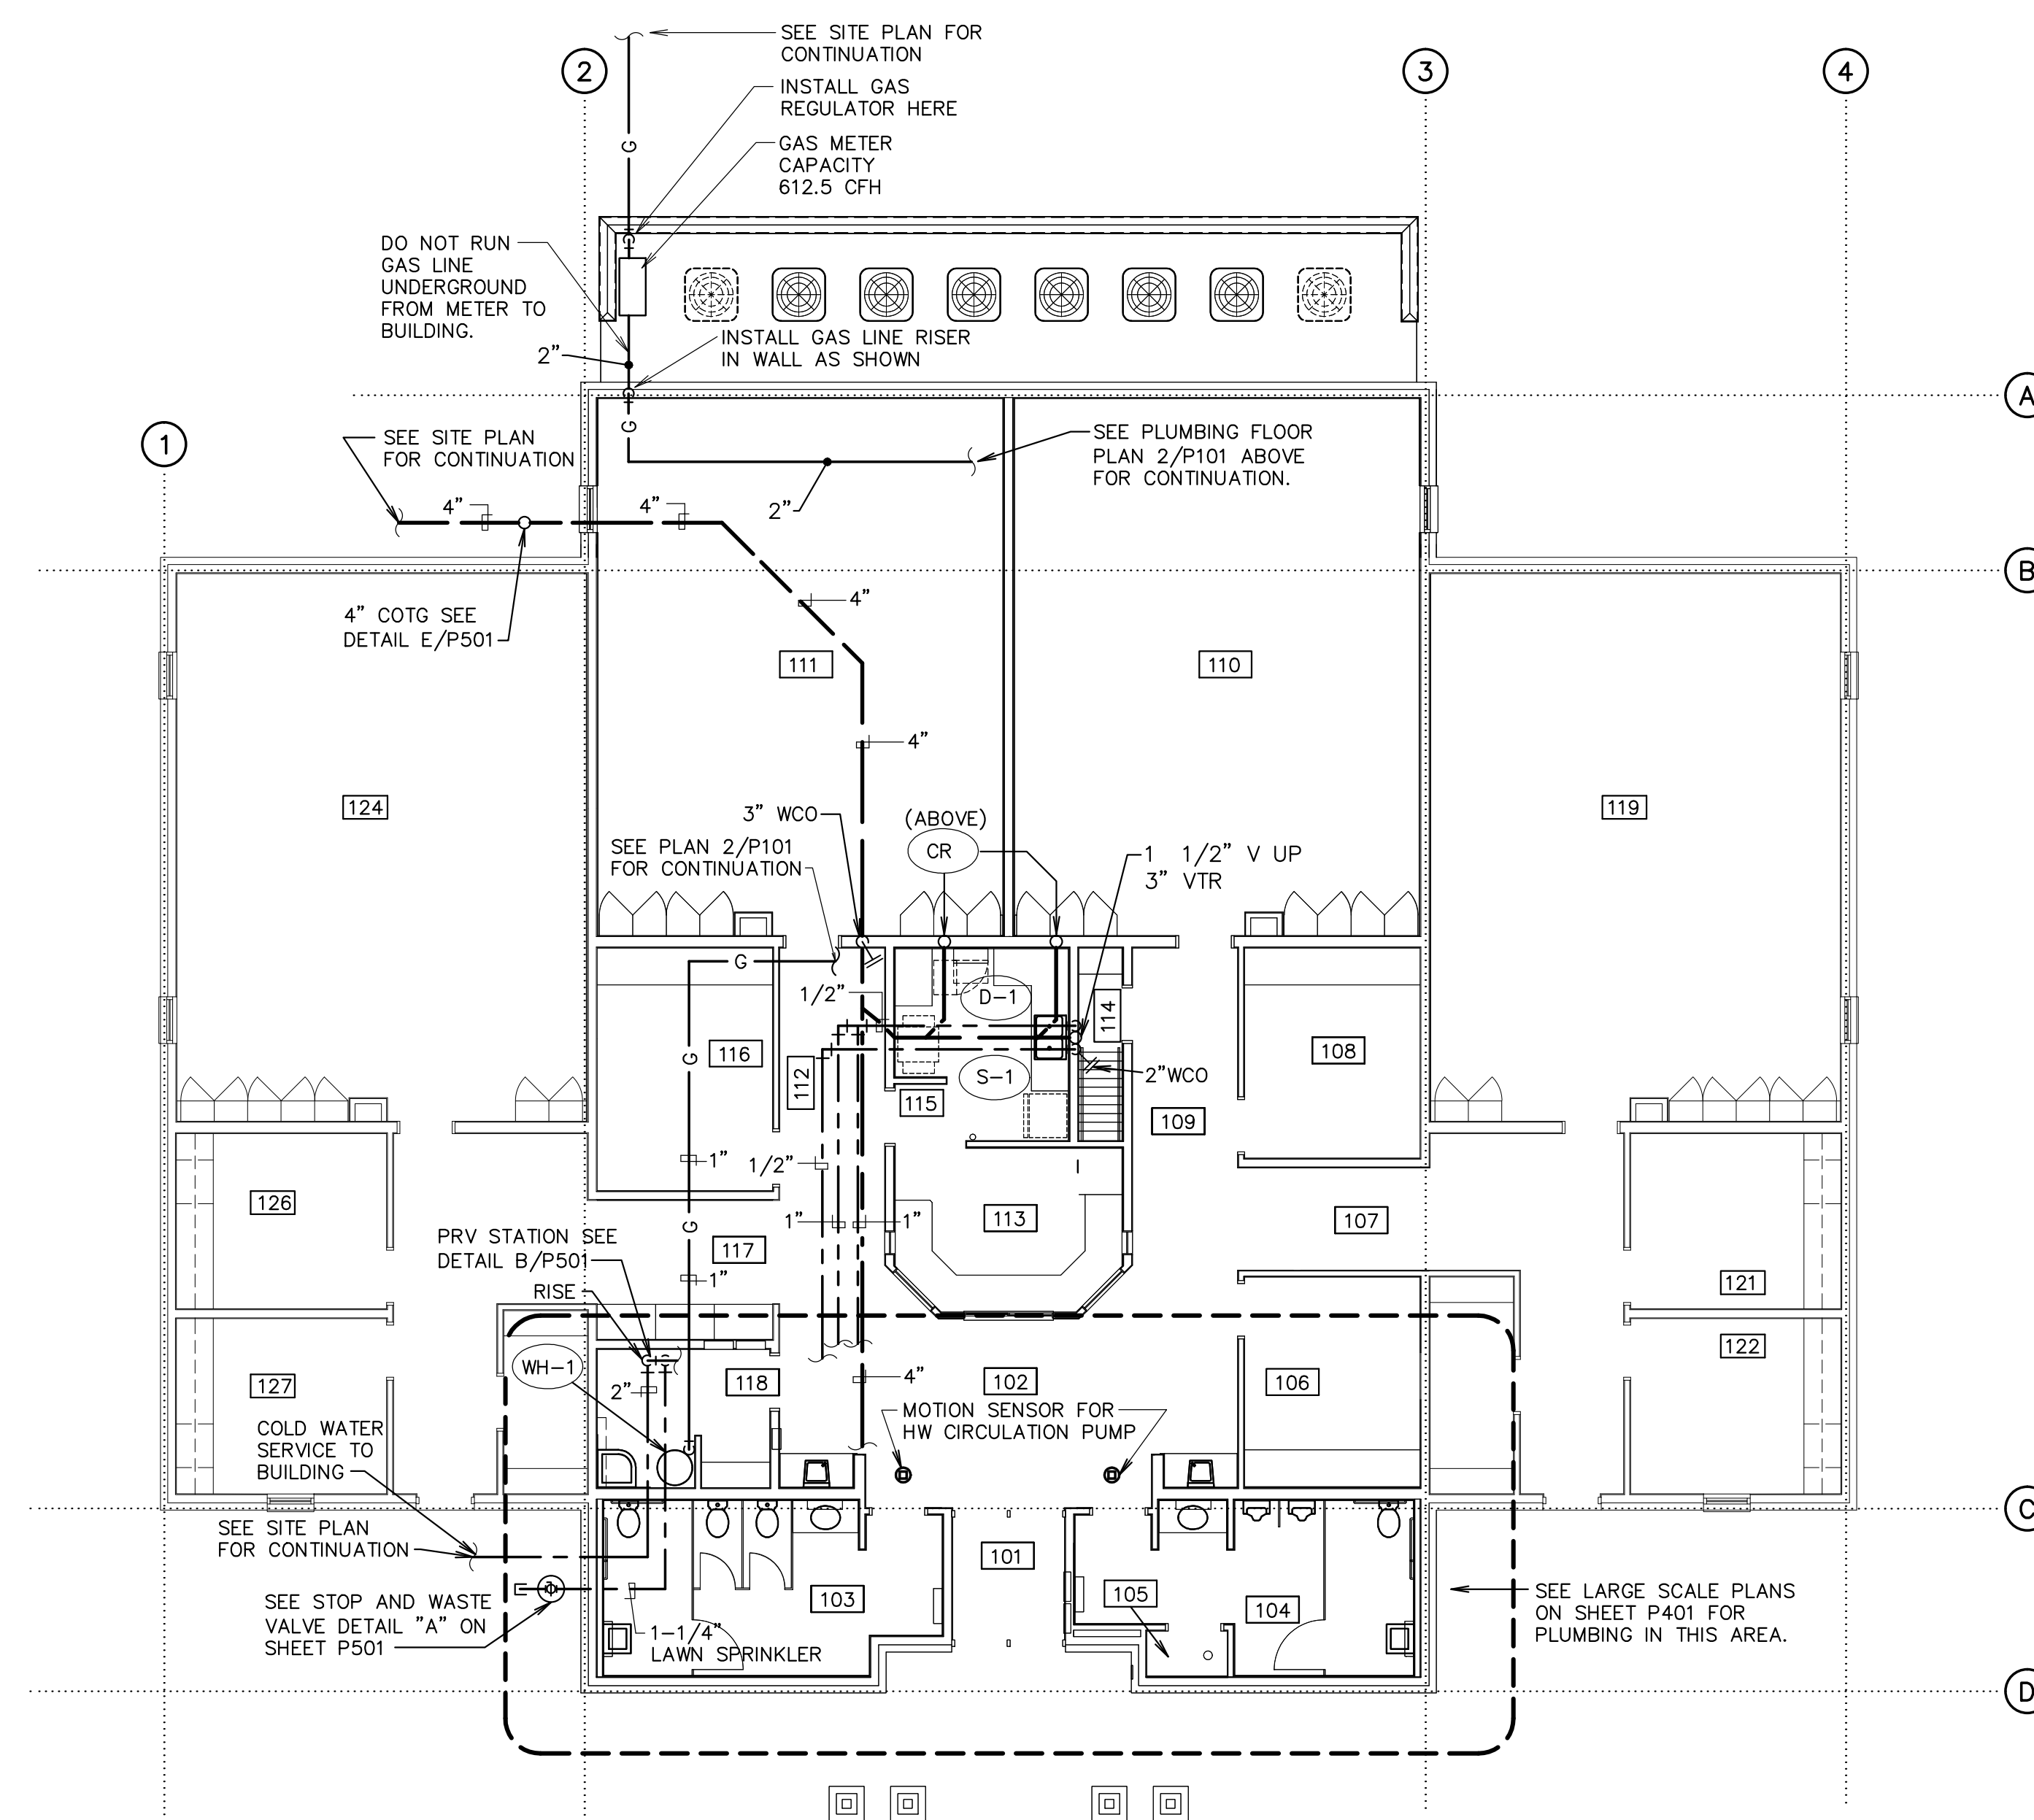 SEE SITE PLAN FOR
CONTINUATION
2
3
4
INSTALL GAS
REGULATOR HERE
G
GAS METER
CAPACITY
612.5 CFH
DO NOT RUN
GAS LINE
UNDERGROUND
FROM METER TO
BUILDING.
INSTALL GAS LINE RISER
IN WALL AS SHOWN
2"
A
1
G
SEE SITE PLAN
FOR CONTINUATION
SEE PLUMBING FLOOR
PLAN 2/P101 ABOVE
FOR CONTINUATION.
4"
4"
2"
B
4" COTG SEE
DETAIL E/P501
4"
111
110
4"
124
119
3" WCO
(ABOVE)
SEE PLAN 2/P101
FOR CONTINUATION
CR
1 1/2" V UP
3" VTR
G
1/2"
D-1
114
G
116
108
112
S-1
2"WCO
115
109
1"
1/2"
126
1"
1"
113
107
G
PRV STATION SEE
DETAIL B/P501
117
1"
RISE
121
122
WH-1
127
2"
118
4"
102
106
COLD WATER
SERVICE TO
BUILDING
MOTION SENSOR FOR
HW CIRCULATION PUMP
C
SEE SITE PLAN
FOR CONTINUATION
101
SEE STOP AND WASTE
VALVE DETAIL "A" ON
SHEET P501
103
105
104
SEE LARGE SCALE PLANS
ON SHEET P401 FOR
PLUMBING IN THIS AREA.
1-1/4"
LAWN SPRINKLER
D